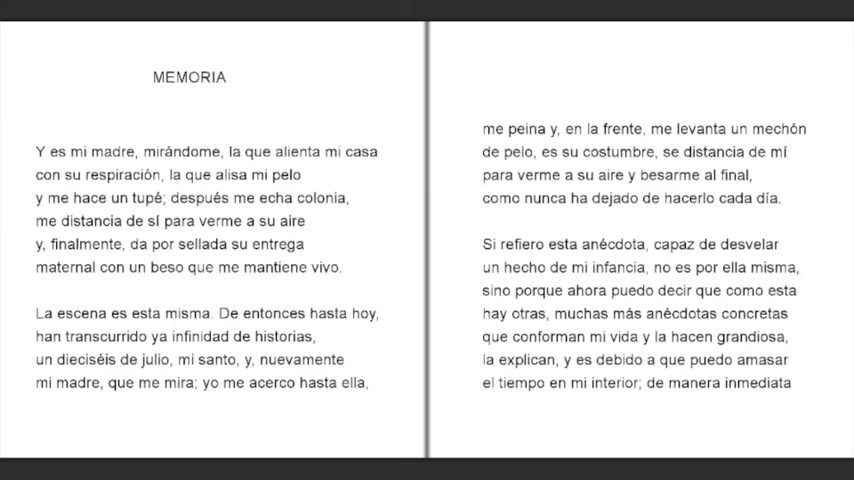 MEMORIA
Y es mi madre, mirándome, la que alienta mi casa
con su respiración, la que alisa mi pelo
y me hace un tupé; después me echa colonia,
me distancia de sí para verme a su aire
y, finalmente, da por sellada su entrega
maternal con un beso que me mantiene vivo.
La escena es esta misma. De entonces hasta hoy,
han transcurrido ya infinidad de historias,
un dieciséis de julio, mi santo, y, nuevamente
mi madre, que me mira; yo me acerco hasta ella,
me peina y, en la frente, me levanta un mechón
de pelo, es su costumbre, se distancia de mí
para verme a su aire y besarme al final,
como nunca ha dejado de hacerlo cada día.
Si refiero esta anécdota, capaz de desvelar
un hecho de mi infancia, no es por ella misma,
sino porque ahora puedo decir que como esta
hay otras, muchas más anécdotas concretas
que conforman mi vida y la hacen grandiosa,
la explican, y es debido a que puedo amasar
el tiempo en mi interior; de manera inmediata